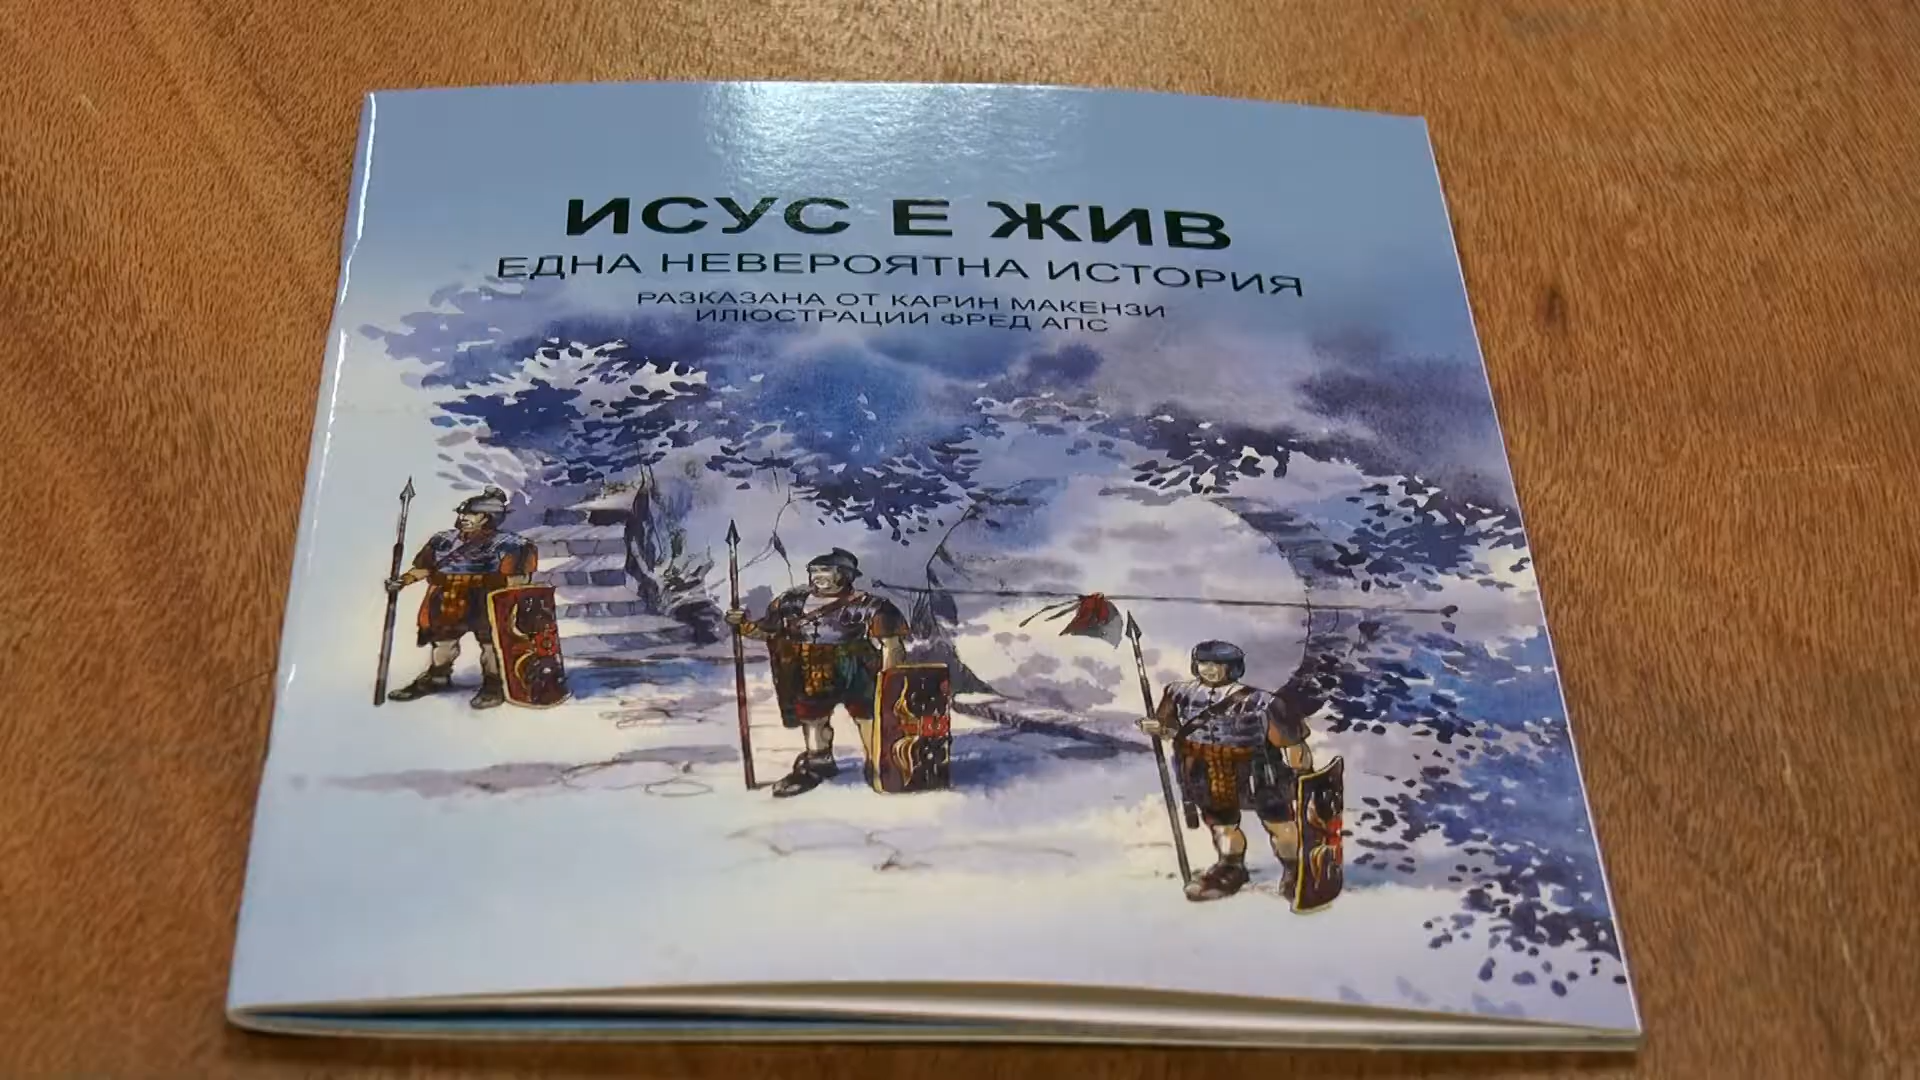 ИСУС Е ЖИВ
ЕДНА НЕВЕРОЯТНА ИСТОРИЯ
РАЗКАЗАНА ОТ КАРИН МАКЕНЗИ
ИЛЮСТРАЦИИ ФРЕД АПС